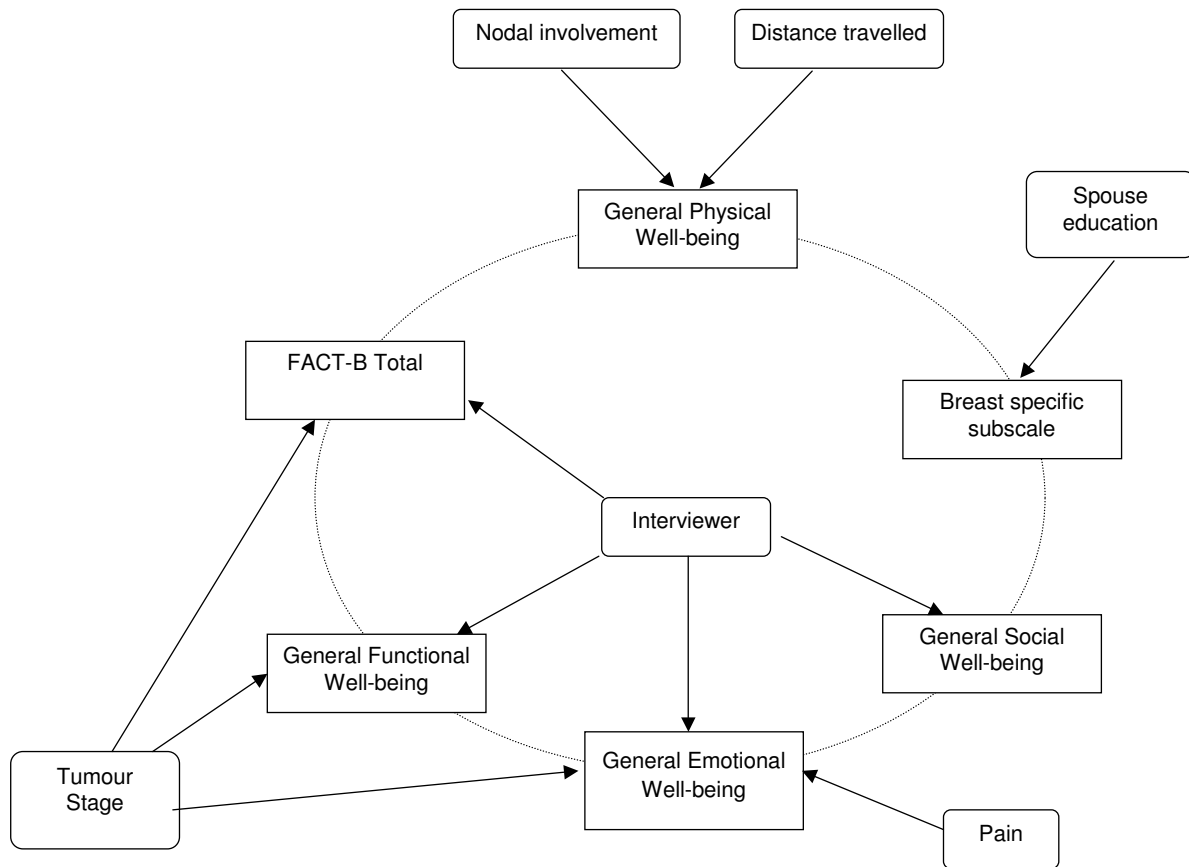 Nodal involvement
Distance travelled
General Physical
Well-being
Spouse
education
FACT-B Total
Breast specific
subscale
Interviewer
General Functional
Well-being
General Social
Well-being
General Emotional
Well-being
Tumour
Stage
Pain